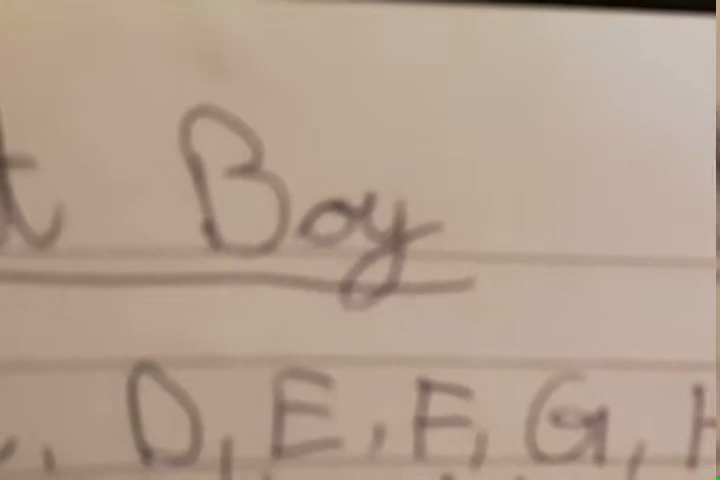 t Boy
, D, E, F, G, H